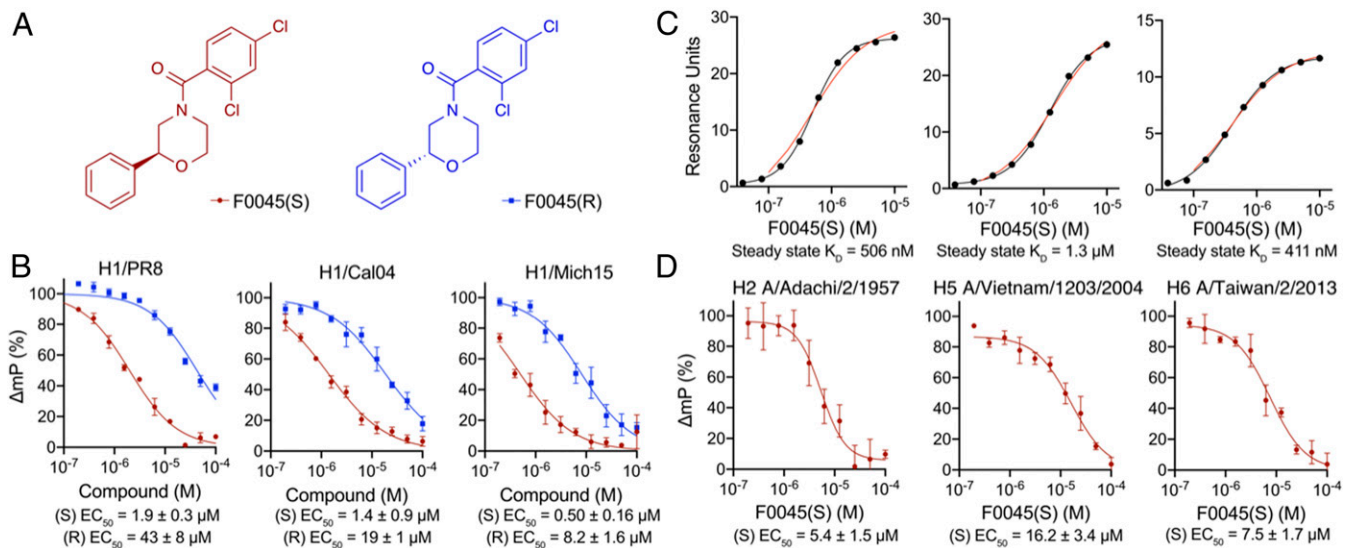 A
Cl
O
Cl
N
O
F0045(S)
Cl
O
Cl
N
O
F0045(R)
B
H1/PR8
H1/Cal04
H1/Mich15
ΔmP (%)
100
80
60
40
20
0
10-7
10-6
10-5
10-4
Compound (M)
(S) EC50 = 1.9 ± 0.3 µM
(R) EC50 = 43 ± 8 µM
100
80
60
40
20
0
10-7
10-6
10-5
10-4
Compound (M)
(S) EC50 = 1.4 ± 0.9 µM
(R) EC50 = 19 ± 1 µM
100
80
60
40
20
0
10-7
10-6
10-5
10-4
Compound (M)
(S) EC50 = 0.50 ± 0.16 µM
(R) EC50 = 8.2 ± 1.6 µM
C
Resonance Units
30
20
10
0
10-7
10-6
10-5
F0045(S) (M)
Steady state KD = 506 nM
30
20
10
0
10-7
10-6
10-5
F0045(S) (M)
Steady state KD = 1.3 µM
15
10
5
0
10-7
10-6
10-5
F0045(S) (M)
Steady state KD = 411 nM
D
H2 A/Adachi/2/1957
H5 A/Vietnam/1203/2004
H6 A/Taiwan/2/2013
ΔmP (%)
100
80
60
40
20
0
10-7
10-6
10-5
10-4
F0045(S) (M)
(S) EC50 = 5.4 ± 1.5 µM
100
80
60
40
20
0
10-7
10-6
10-5
10-4
F0045(S) (M)
(S) EC50 = 16.2 ± 3.4 µM
100
80
60
40
20
0
10-7
10-6
10-5
10-4
F0045(S) (M)
(S) EC50 = 7.5 ± 1.7 µM